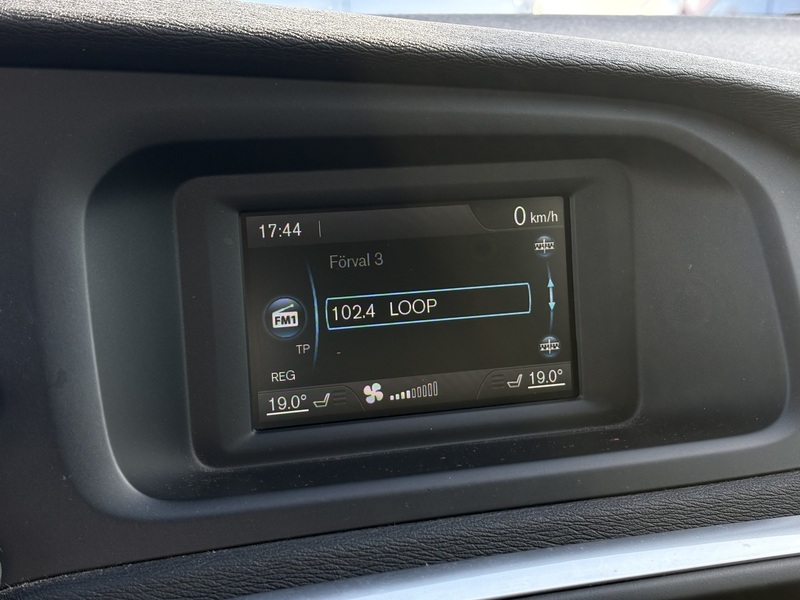 17:44
0 km/h
Förval 3
FM1
102.4 LOOP
TP
-
REG
19.0°
19.0°